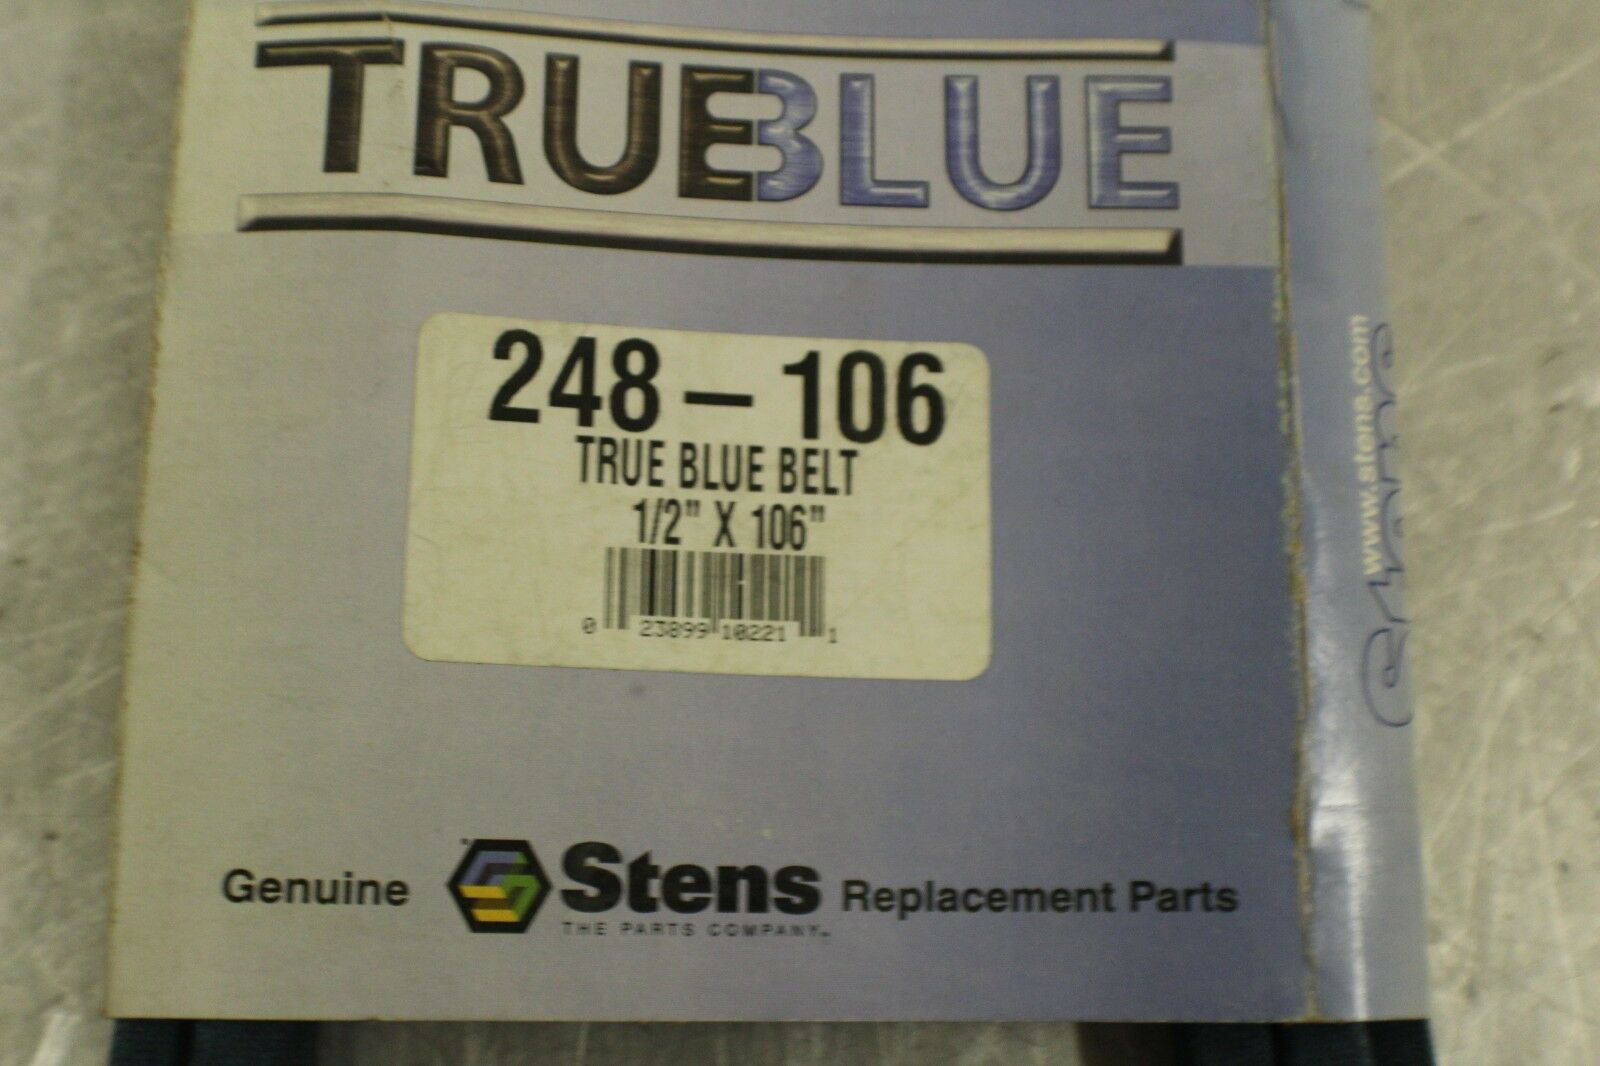 TRUEBLUE
248-106
TRUE BLUE BELT
1/2" X 106"
0 23899 10221 1
Genuine Stens Replacement Parts
THE PARTS COMPANY™
www.stens.com